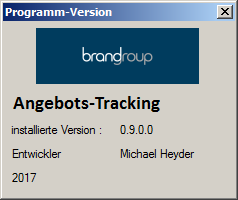 Programm-Version
brandgroup
Angebots-Tracking
installierte Version : 0.9.0.0
Entwickler Michael Heyder
2017